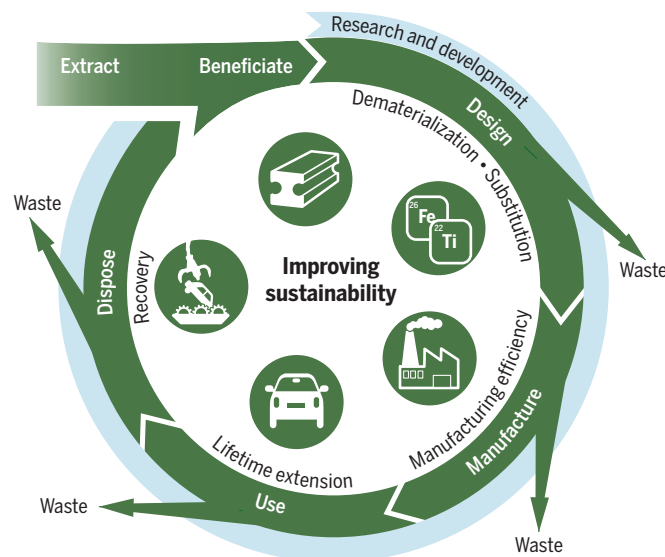 Extract
Beneficiate
Research and development
Design
Dematerialization • Substitution
26
Fe
22
Ti
Waste
Improving
sustainability
Waste
Dispose
Recovery
Manufacturing efficiency
Manufacture
Lifetime extension
Use
Waste
Waste